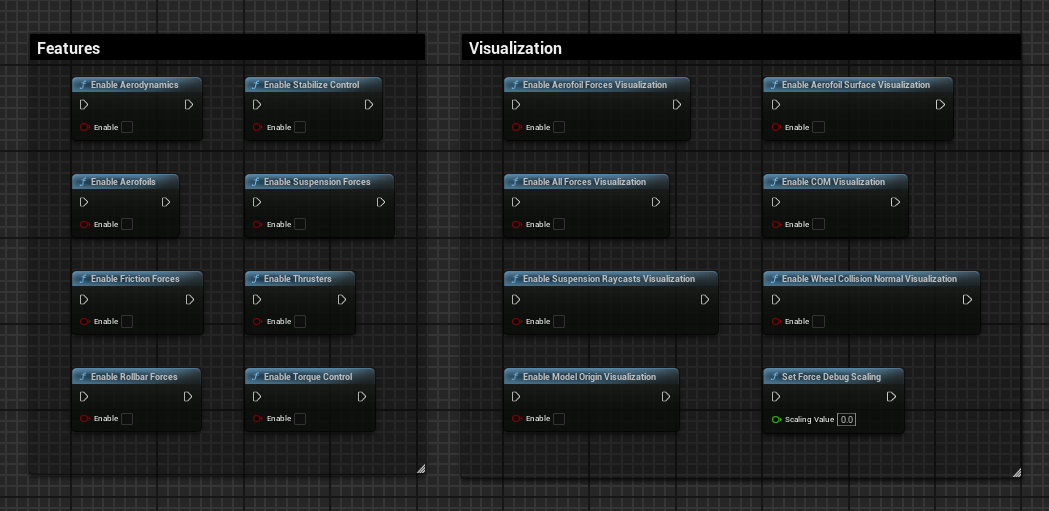 Features
Enable Aerodynamics
Enable
Enable Stabilize Control
Enable
Enable Aerofoils
Enable
Enable Suspension Forces
Enable
Enable Friction Forces
Enable
Enable Thrusters
Enable
Enable Rollbar Forces
Enable
Enable Torque Control
Enable
Visualization
Enable Aerofoil Forces Visualization
Enable
Enable Aerofoil Surface Visualization
Enable
Enable All Forces Visualization
Enable
Enable COM Visualization
Enable
Enable Suspension Raycasts Visualization
Enable
Enable Wheel Collision Normal Visualization
Enable
Enable Model Origin Visualization
Enable
Set Force Debug Scaling
Scaling Value 0.0